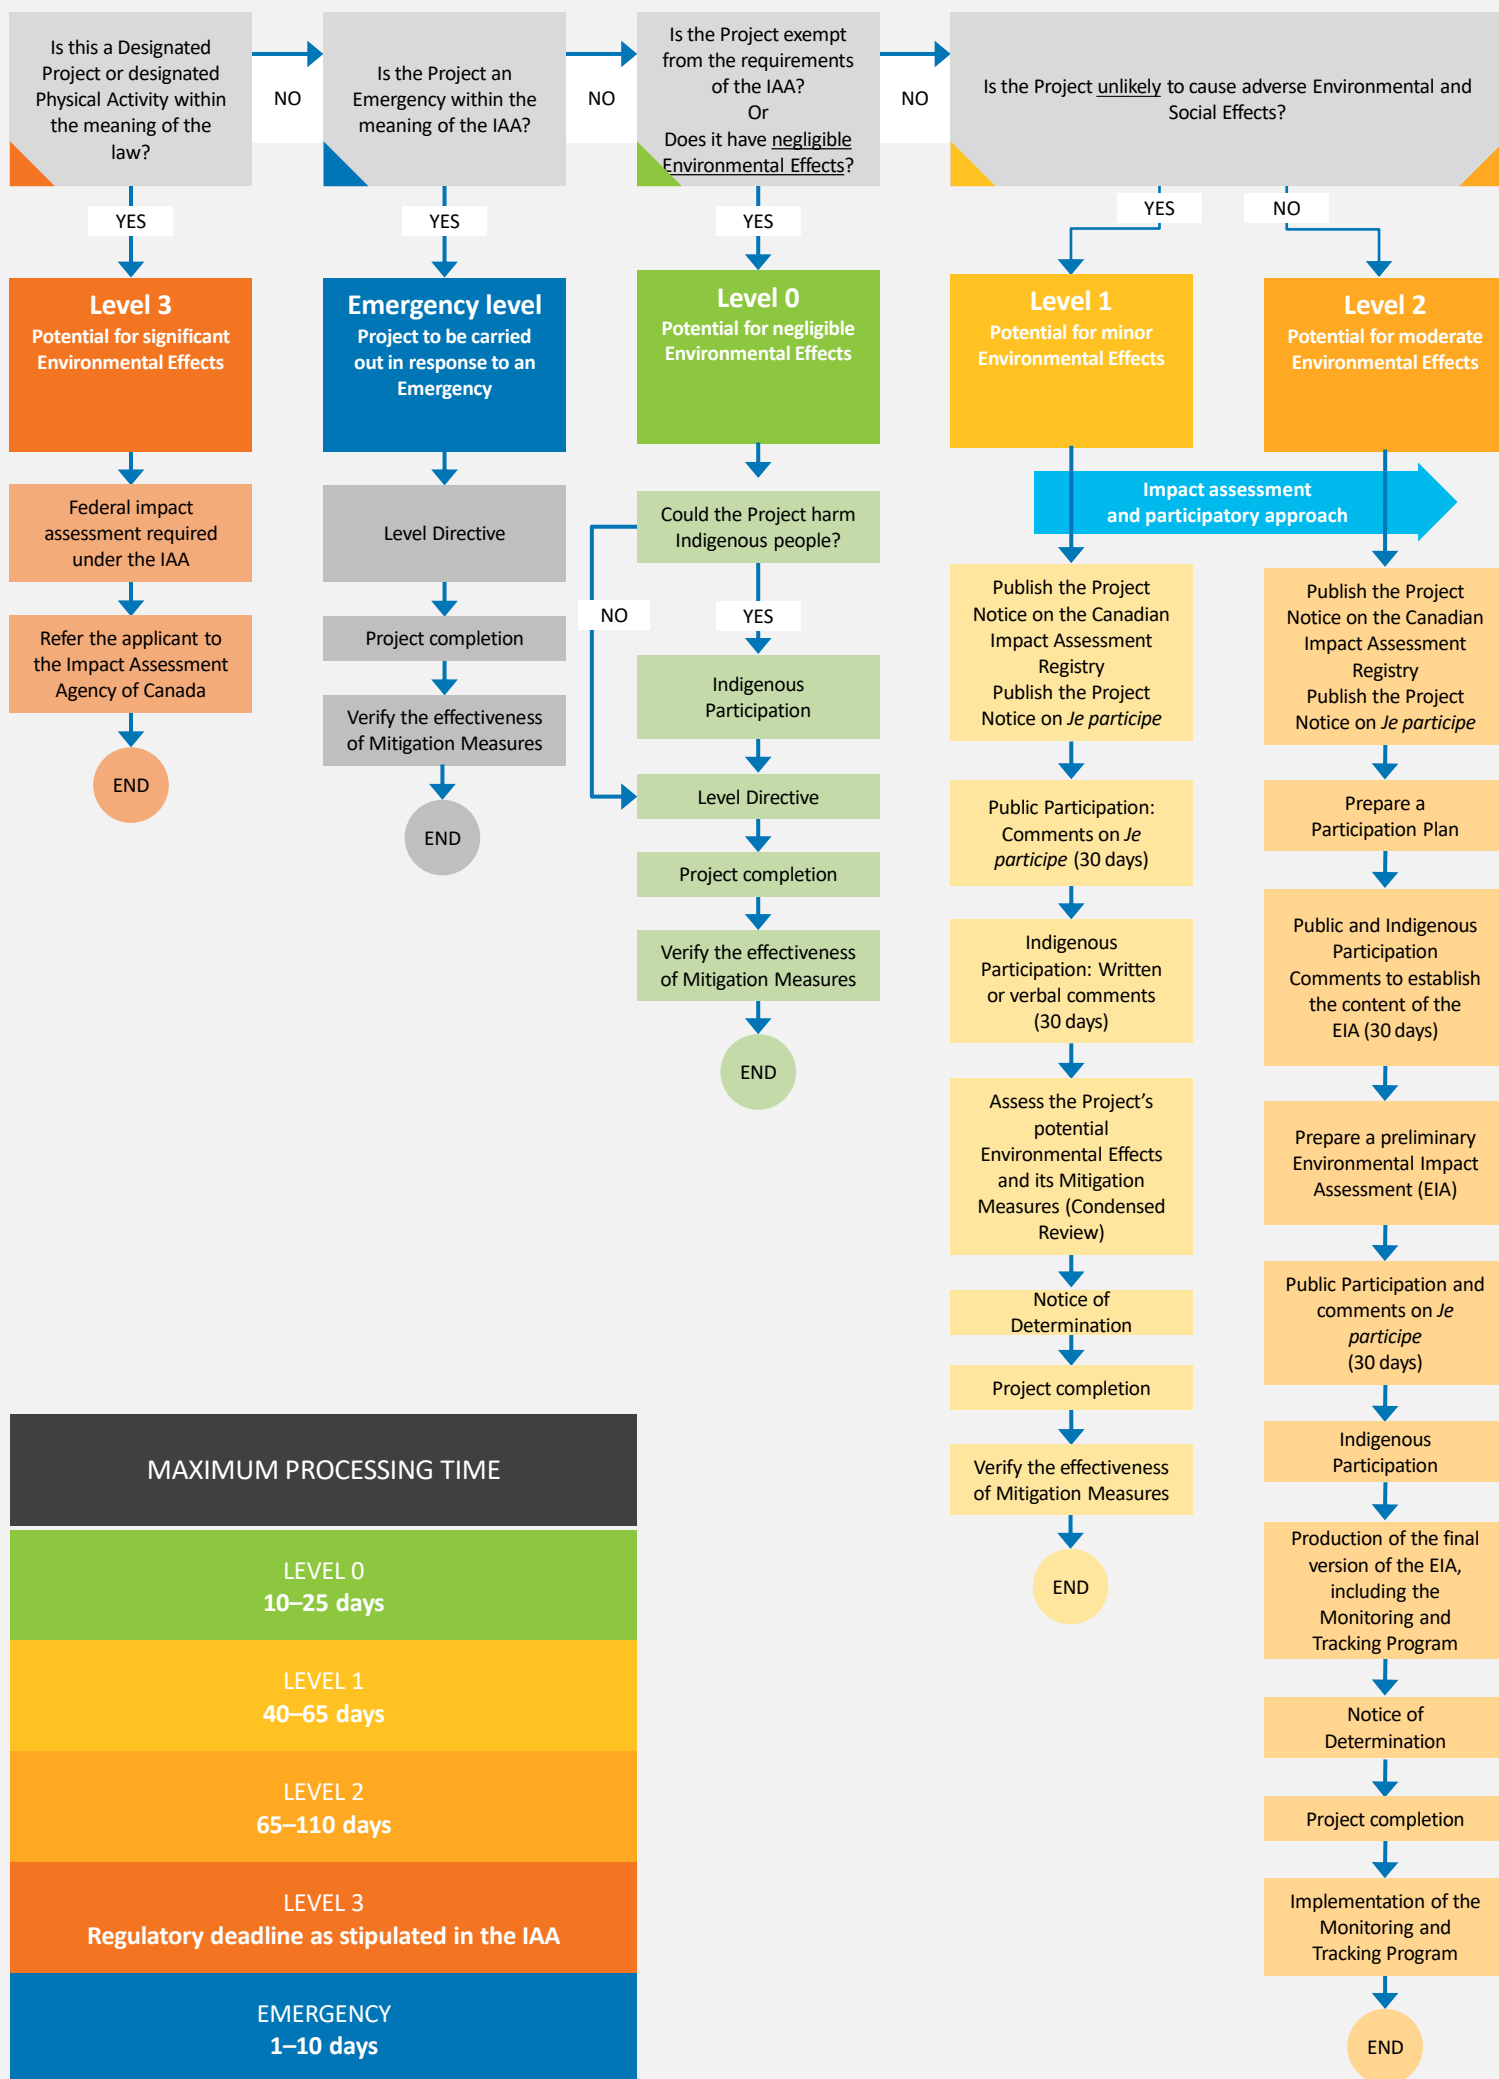 Is this a Designated
Project or designated
Physical Activity within
the meaning of the
law?
NO
Is the Project an
Emergency within the
meaning of the IAA?
NO
Is the Project exempt
from the requirements
of the IAA?
Or
Does it have negligible
Environmental Effects?
NO
Is the Project unlikely to cause adverse Environmental and
Social Effects?
YES
YES
YES
YES
NO
Level 3
Potential for significant
Environmental Effects
Federal impact
assessment required
under the IAA
Refer the applicant to
the Impact Assessment
Agency of Canada
END
Emergency level
Project to be carried
out in response to an
Emergency
Level Directive
Project completion
Verify the effectiveness
of Mitigation Measures
END
Level 0
Potential for negligible
Environmental Effects
Could the Project harm
Indigenous people?
NO
YES
Indigenous
Participation
Level Directive
Project completion
Verify the effectiveness
of Mitigation Measures
END
Level 1
Potential for minor
Environmental Effects
Impact assessment
and participatory approach
Publish the Project
Notice on the Canadian
Impact Assessment
Registry
Publish the Project
Notice on Je participe
Public Participation:
Comments on Je
participe (30 days)
Indigenous
Participation: Written
or verbal comments
(30 days)
Assess the Project’s
potential
Environmental Effects
and its Mitigation
Measures (Condensed
Review)
Notice of
Determination
Project completion
Verify the effectiveness
of Mitigation Measures
END
Level 2
Potential for moderate
Environmental Effects
Publish the Project
Notice on the Canadian
Impact Assessment
Registry
Publish the Project
Notice on Je participe
Prepare a
Participation Plan
Public and Indigenous
Participation
Comments to establish
the content of the
EIA (30 days)
Prepare a preliminary
Environmental Impact
Assessment (EIA)
Public Participation and
comments on Je
participe
(30 days)
Indigenous
Participation
Production of the final
version of the EIA,
including the
Monitoring and
Tracking Program
Notice of
Determination
Project completion
Implementation of the
Monitoring and
Tracking Program
END
MAXIMUM PROCESSING TIME
LEVEL 0
10–25 days
LEVEL 1
40–65 days
LEVEL 2
65–110 days
LEVEL 3
Regulatory deadline as stipulated in the IAA
EMERGENCY
1–10 days